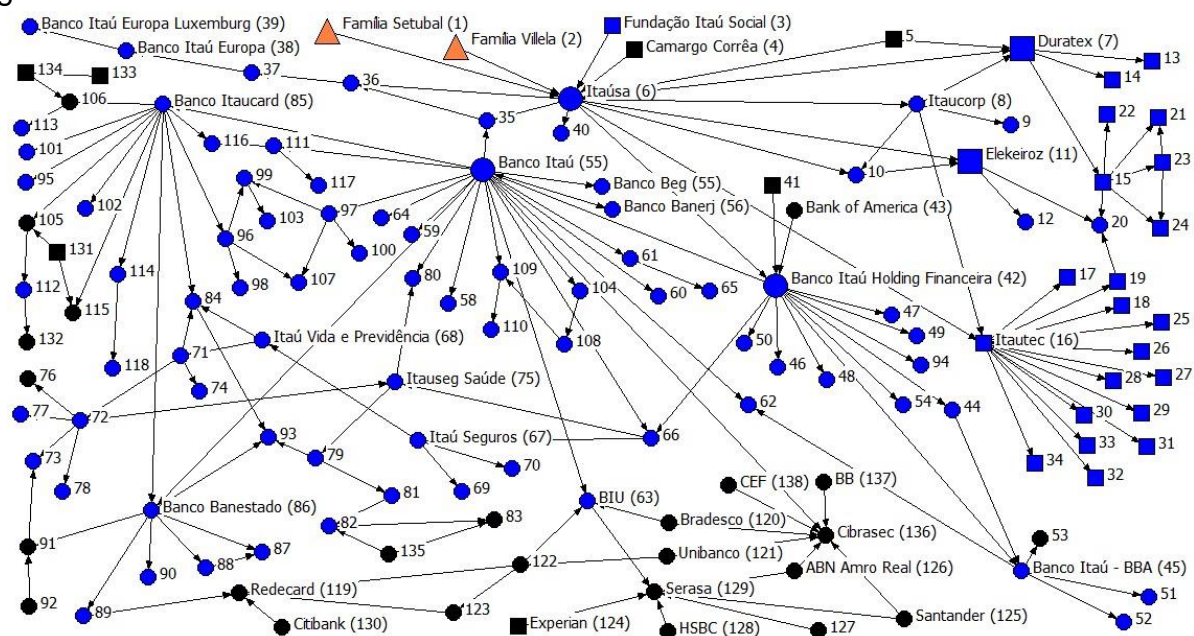 Banco Itaú Europa Luxemburg (39)
Família Setubal (1)
Fundação Itaú Social (3)
Família Villela (2)
Camargo Corrêa (4)
5
Duratex (7)
Banco Itaú Europa (38)
13
134
133
37
36
14
Itaúsa (6)
106
Banco Itaucard (85)
Itaucorp (8)
22
21
113
35
40
9
101
116
111
Banco Itaú (55)
Elekeiroz (11)
23
95
99
117
Banco Beg (55)
41
10
15
102
103
97
64
Banco Banerj (56)
Bank of America (43)
12
20
24
105
96
59
100
131
61
80
109
114
98
107
60
65
104
Banco Itaú Holding Financeira (42)
17
19
112
84
58
18
115
110
47
25
132
Itaú Vida e Previdência (68)
108
50
49
Itautec (16)
26
118
71
46
94
28
27
76
74
Itauseg Saúde (75)
48
77
72
62
54
44
30
29
93
Itaú Seguros (67)
66
33
31
73
79
70
34
32
78
81
69
CEF (138)
BB (137)
Banco Banestado (86)
BIU (63)
82
83
Bradesco (120)
Cibrasec (136)
53
91
87
135
Unibanco (121)
88
122
ABN Amro Real (126)
Banco Itaú - BBA (45)
90
Redecard (119)
Serasa (129)
51
92
89
123
Santander (125)
52
Citibank (130)
Experian (124)
HSBC (128)
127